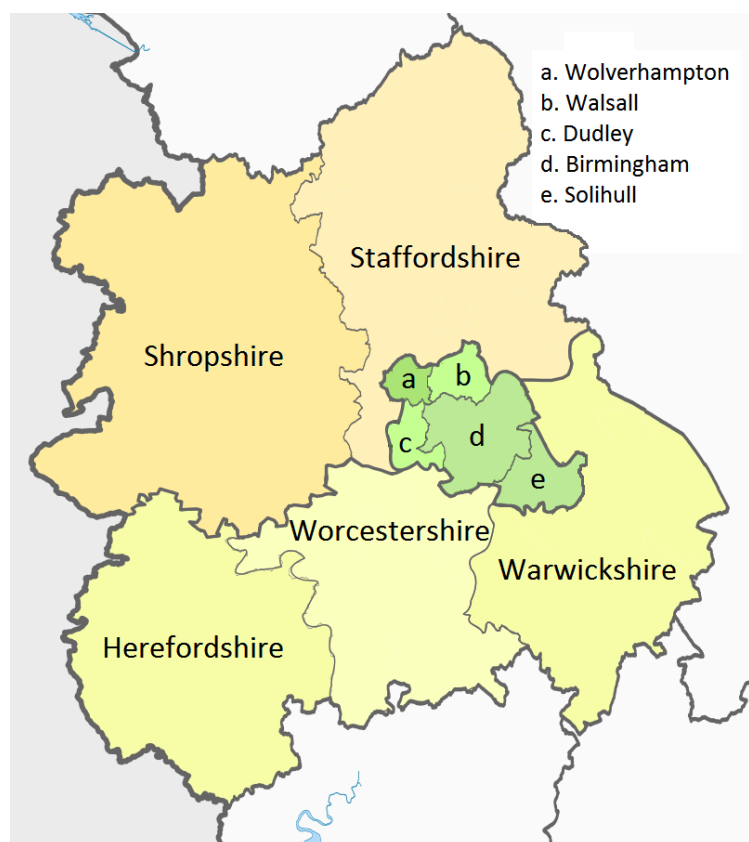 a. Wolverhampton
b. Walsall
c. Dudley
d. Birmingham
e. Solihull
Staffordshire
Shropshire
a
b
c
d
e
Worcestershire
Warwickshire
Herefordshire